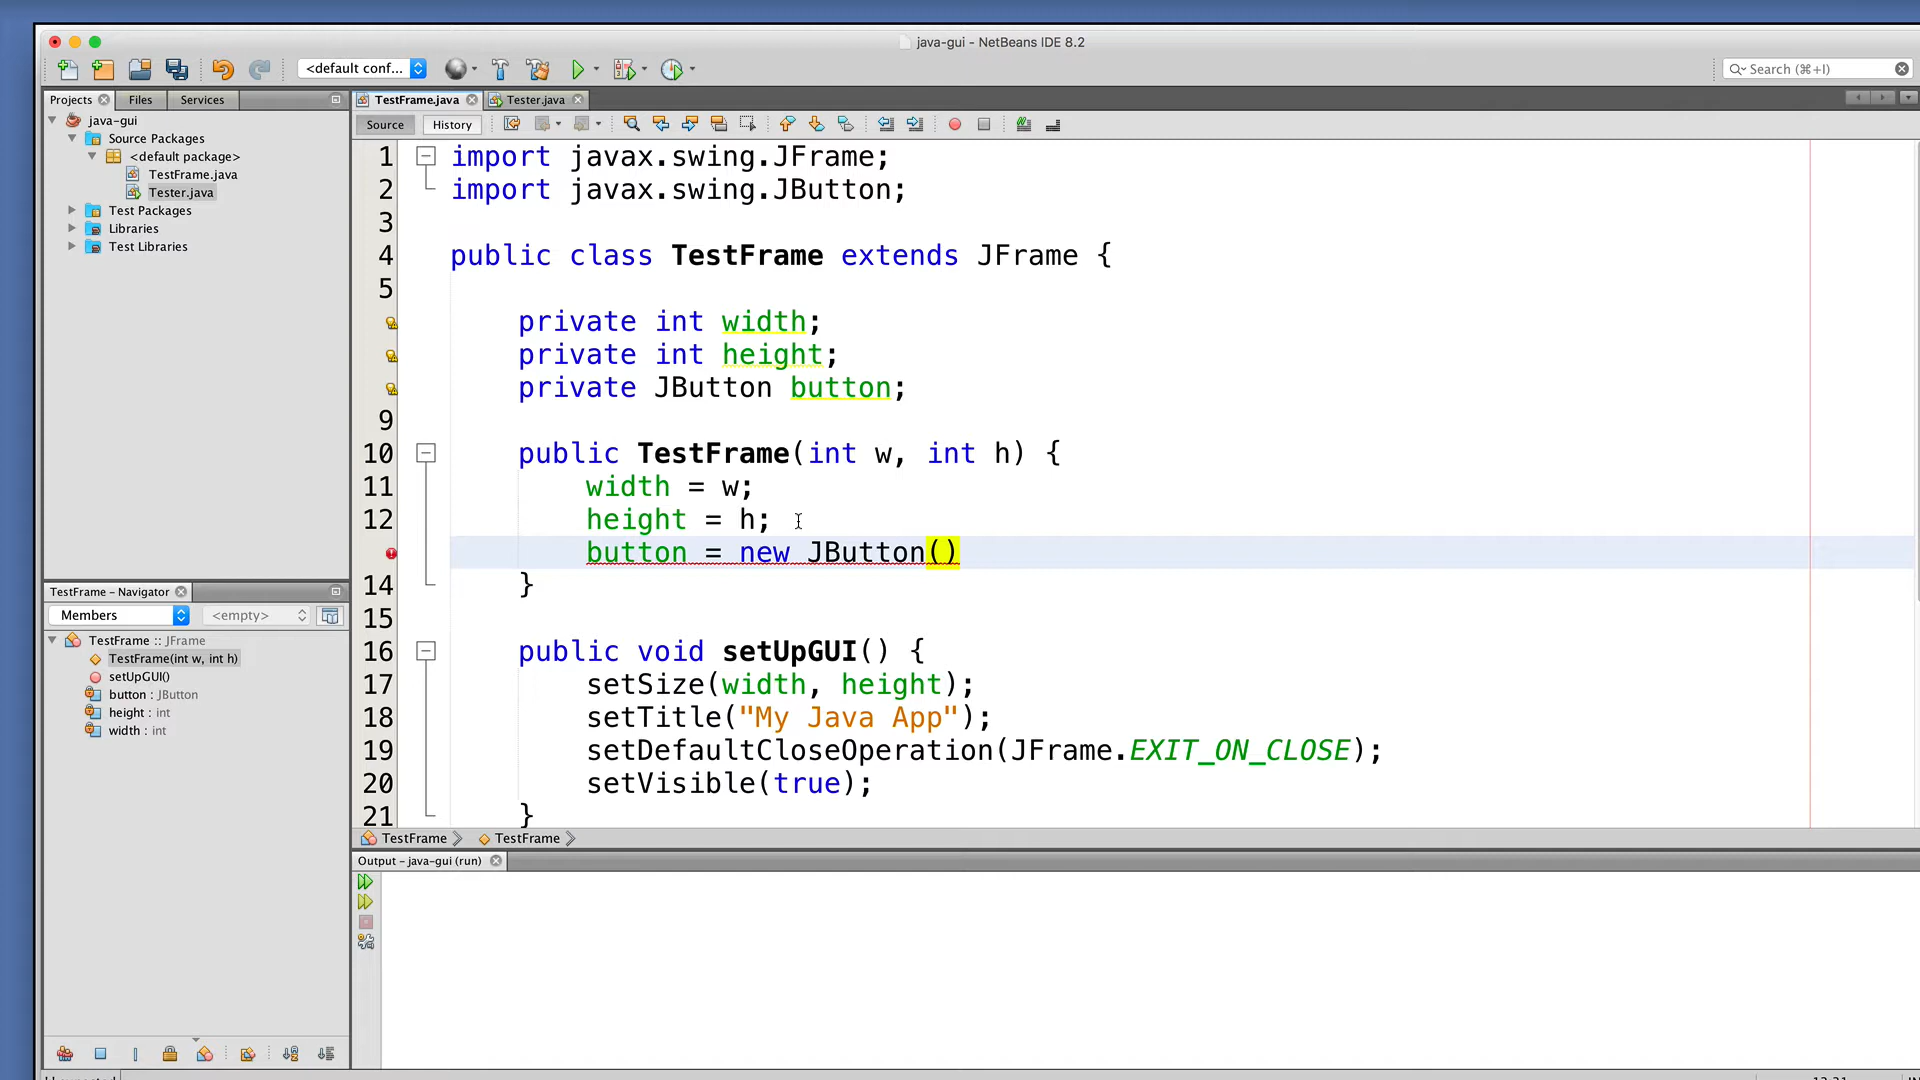 java-gui - NetBeans IDE 8.2
<default conf...
Search (⌘+I)
Projects
Files
Services
TestFrame.java
Tester.java
Source
History
java-gui
Source Packages
<default package>
TestFrame.java
Tester.java
Test Packages
Libraries
Test Libraries
1 import javax.swing.JFrame;
2 import javax.swing.JButton;
3
4 public class TestFrame extends JFrame {
5
private int width;
private int height;
private JButton button;
9
10 public TestFrame(int w, int h) {
11 width = w;
12 height = h;
button = new JButton()
14 }
15
16 public void setUpGUI() {
17 setSize(width, height);
18 setTitle("My Java App");
19 setDefaultCloseOperation(JFrame.EXIT_ON_CLOSE);
20 setVisible(true);
21 }
TestFrame - Navigator
Members
<empty>
TestFrame :: JFrame
TestFrame(int w, int h)
setUpGUI()
button : JButton
height : int
width : int
TestFrame
TestFrame
Output - java-gui (run)